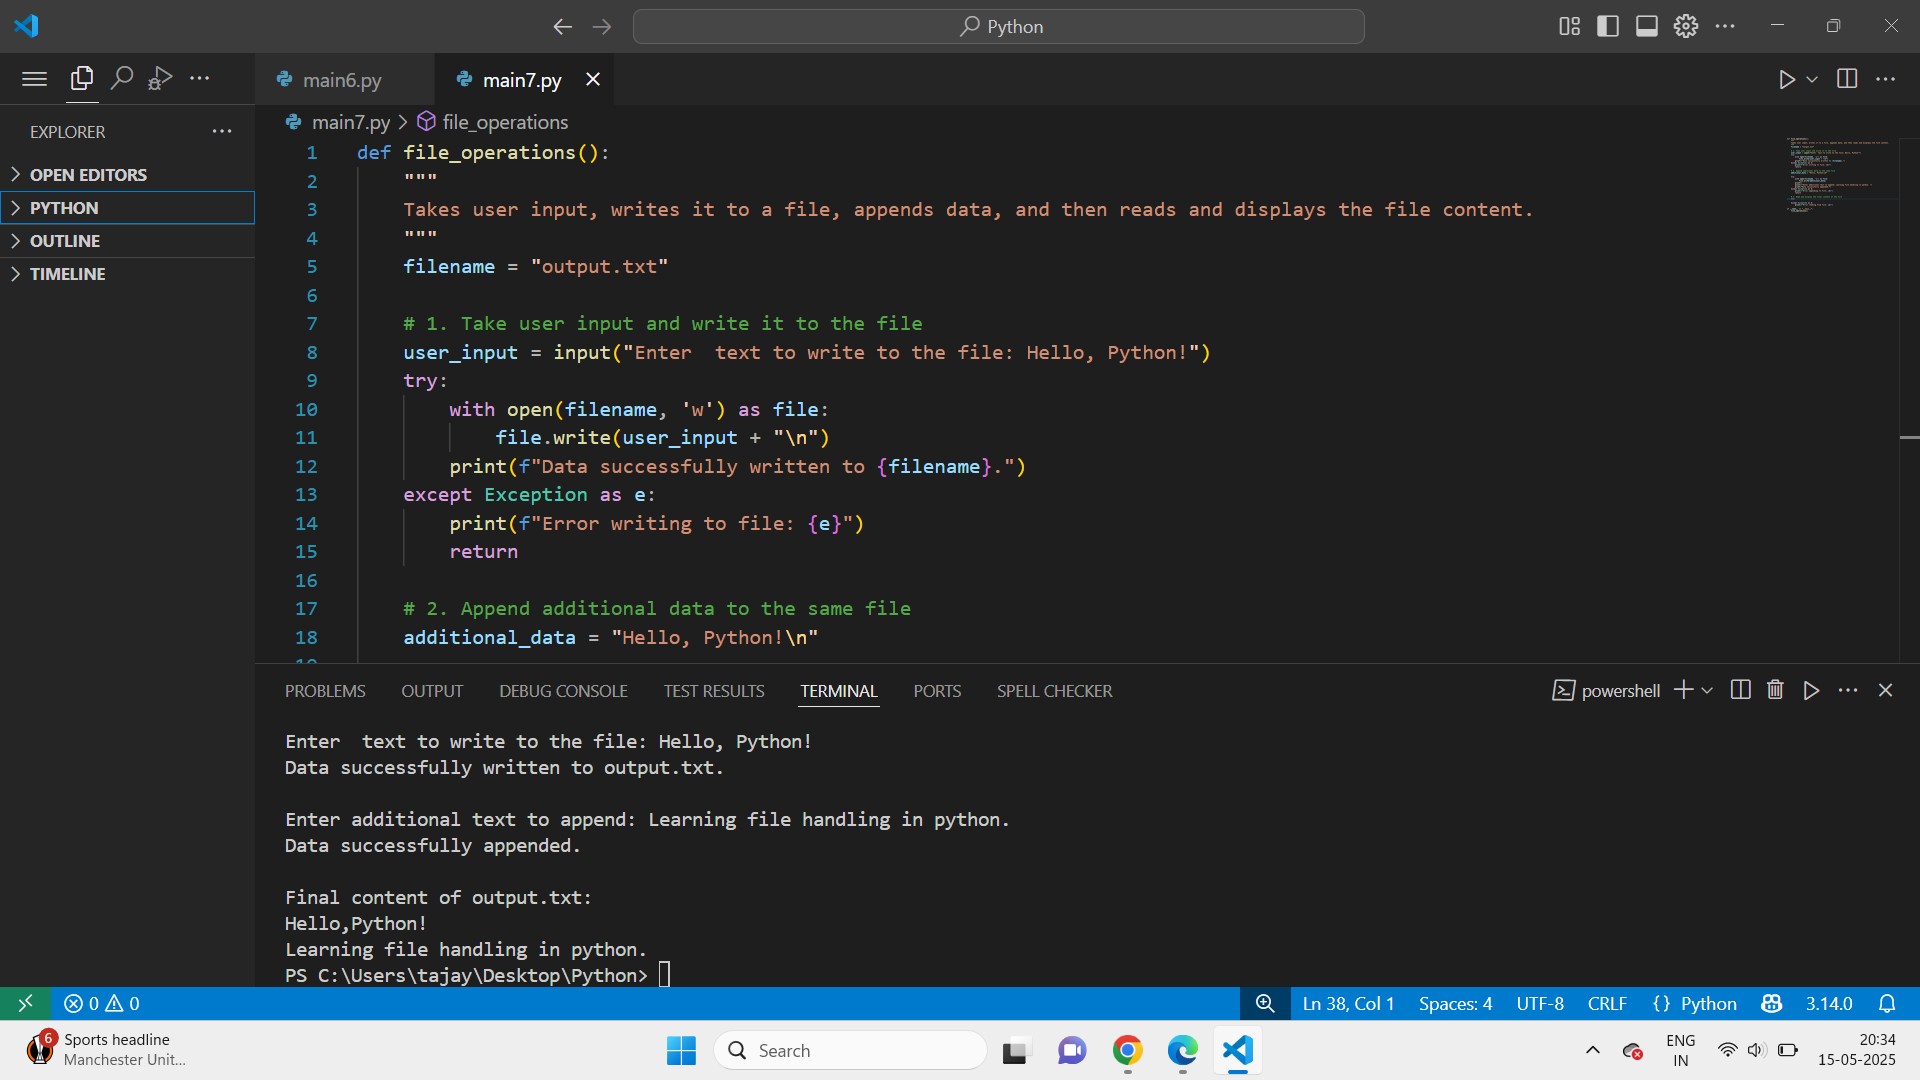 Python
main6.py
main7.py
EXPLORER
OPEN EDITORS
PYTHON
OUTLINE
TIMELINE
main7.py > file_operations
1 def file_operations():
2     """
3     Takes user input, writes it to a file, appends data, and then reads and displays the file content.
4     """
5     filename = "output.txt"
6
7     # 1. Take user input and write it to the file
8     user_input = input("Enter  text to write to the file: Hello, Python!")
9     try:
10         with open(filename, 'w') as file:
11             file.write(user_input + "\n")
12         print(f"Data successfully written to {filename}.")
13     except Exception as e:
14         print(f"Error writing to file: {e}")
15         return
16
17     # 2. Append additional data to the same file
18     additional_data = "Hello, Python!\n"
PROBLEMS OUTPUT DEBUG CONSOLE TEST RESULTS TERMINAL PORTS SPELL CHECKER
powershell
Enter  text to write to the file: Hello, Python!
Data successfully written to output.txt.
Enter additional text to append: Learning file handling in python.
Data successfully appended.
Final content of output.txt:
Hello,Python!
Learning file handling in python.
PS C:\Users\tajay\Desktop\Python>
0 0
Ln 38, Col 1 Spaces: 4 UTF-8 CRLF {} Python 3.14.0
6
Sports headline
Manchester Unit...
Search
ENG
IN
20:34
15-05-2025